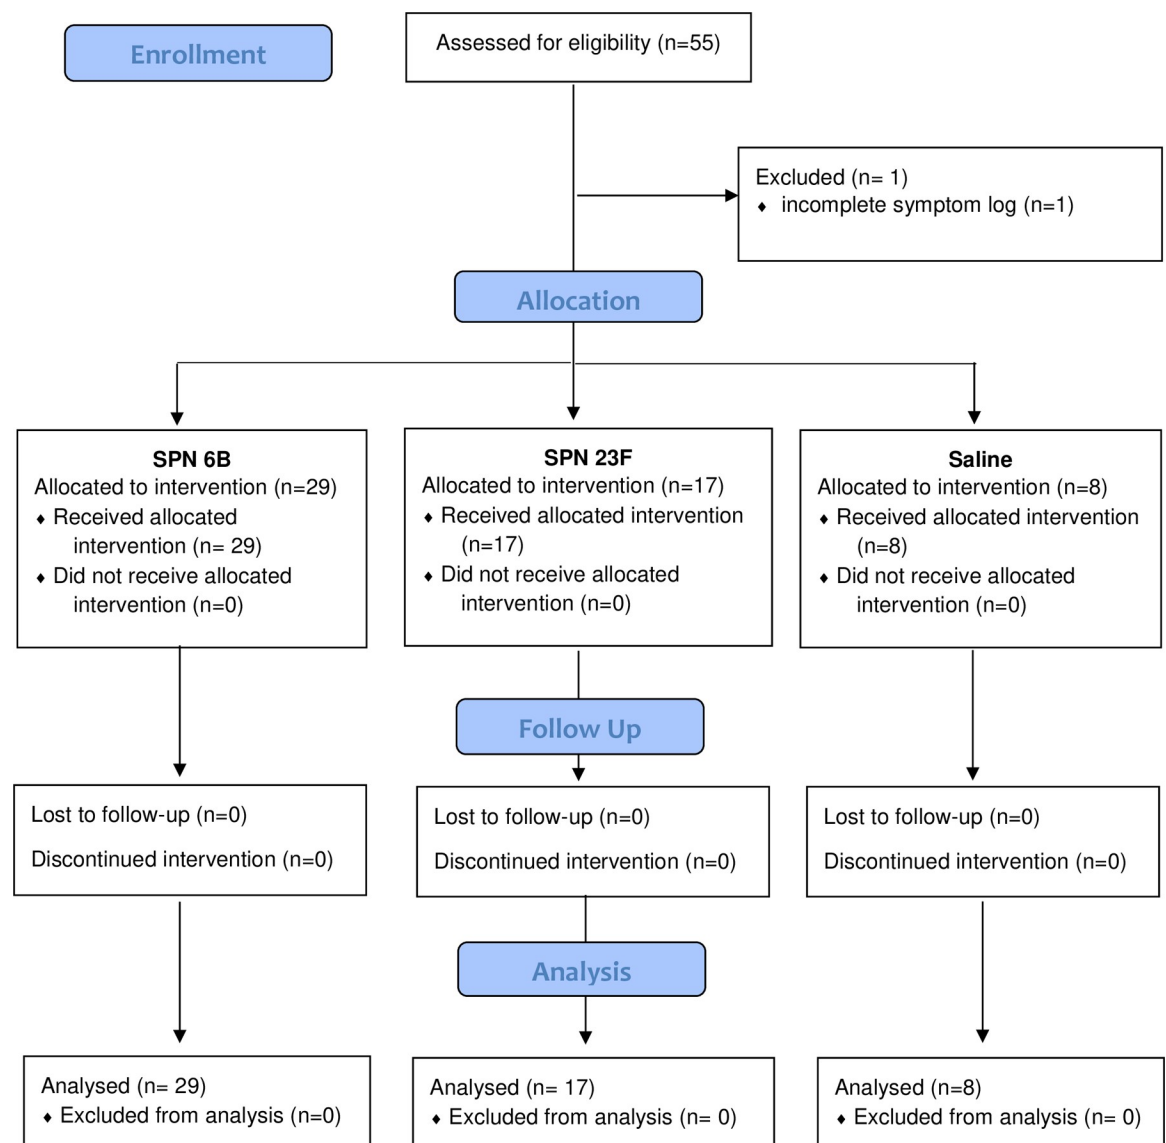 Enrollment
Assessed for eligibility (n=55)
Excluded (n= 1)
♦ incomplete symptom log (n=1)
Allocation
SPN 6B
Allocated to intervention (n=29)
♦ Received allocated
intervention (n= 29)
♦ Did not receive allocated
intervention (n=0)
SPN 23F
Allocated to intervention (n=17)
♦ Received allocated intervention
(n=17)
♦ Did not receive allocated
intervention (n=0)
Saline
Allocated to intervention (n=8)
♦ Received allocated intervention
(n=8)
♦ Did not receive allocated
intervention (n=0)
Follow Up
Lost to follow-up (n=0)
Discontinued intervention (n=0)
Lost to follow-up (n=0)
Discontinued intervention (n=0)
Lost to follow-up (n=0)
Discontinued intervention (n=0)
Analysis
Analysed (n= 29)
♦ Excluded from analysis (n=0)
Analysed (n= 17)
♦ Excluded from analysis (n= 0)
Analysed (n=8)
♦ Excluded from analysis (n= 0)